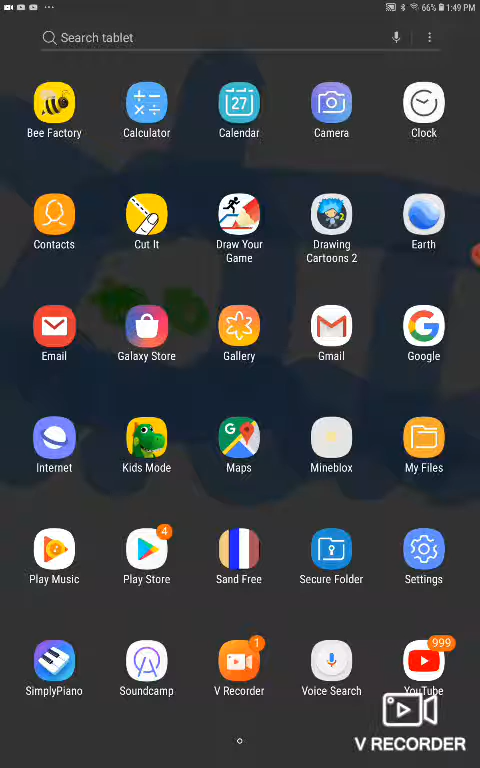 66% 1:49 PM
Search tablet
Bee Factory
Calculator
27
Calendar
Camera
Clock
Contacts
Cut It
Draw Your
Game
2
Drawing
Cartoons 2
Earth
Email
Galaxy Store
Gallery
Gmail
Google
Internet
Kids Mode
G
Maps
Mineblox
My Files
Play Music
4
Play Store
Sand Free
Secure Folder
Settings
SimplyPiano
Soundcamp
1
V Recorder
Voice Search
999
YouTube
V RECORDER